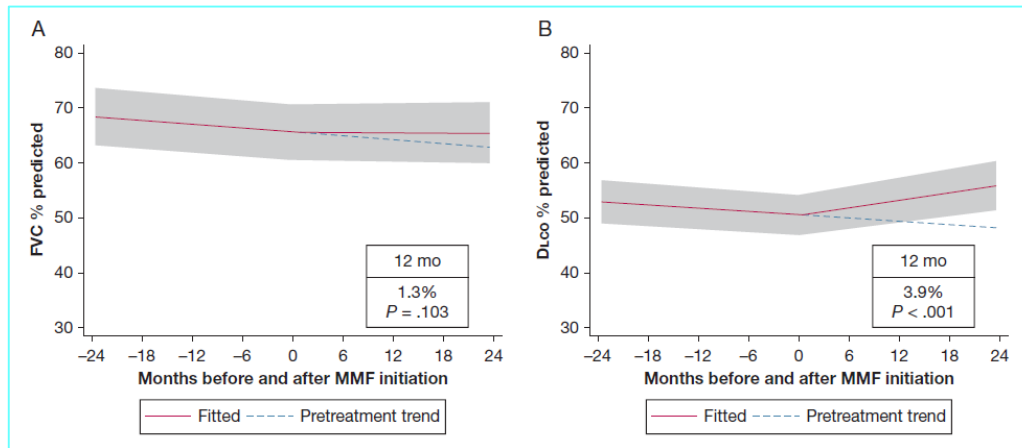 A
80
70
60
50
40
30
FVC % predicted
12 mo
1.3%
P = .103
−24 −18 −12 −6 0 6 12 18 24
Months before and after MMF initiation
Fitted Pretreatment trend
B
80
70
60
50
40
30
DLCO % predicted
12 mo
3.9%
P < .001
−24 −18 −12 −6 0 6 12 18 24
Months before and after MMF initiation
Fitted Pretreatment trend